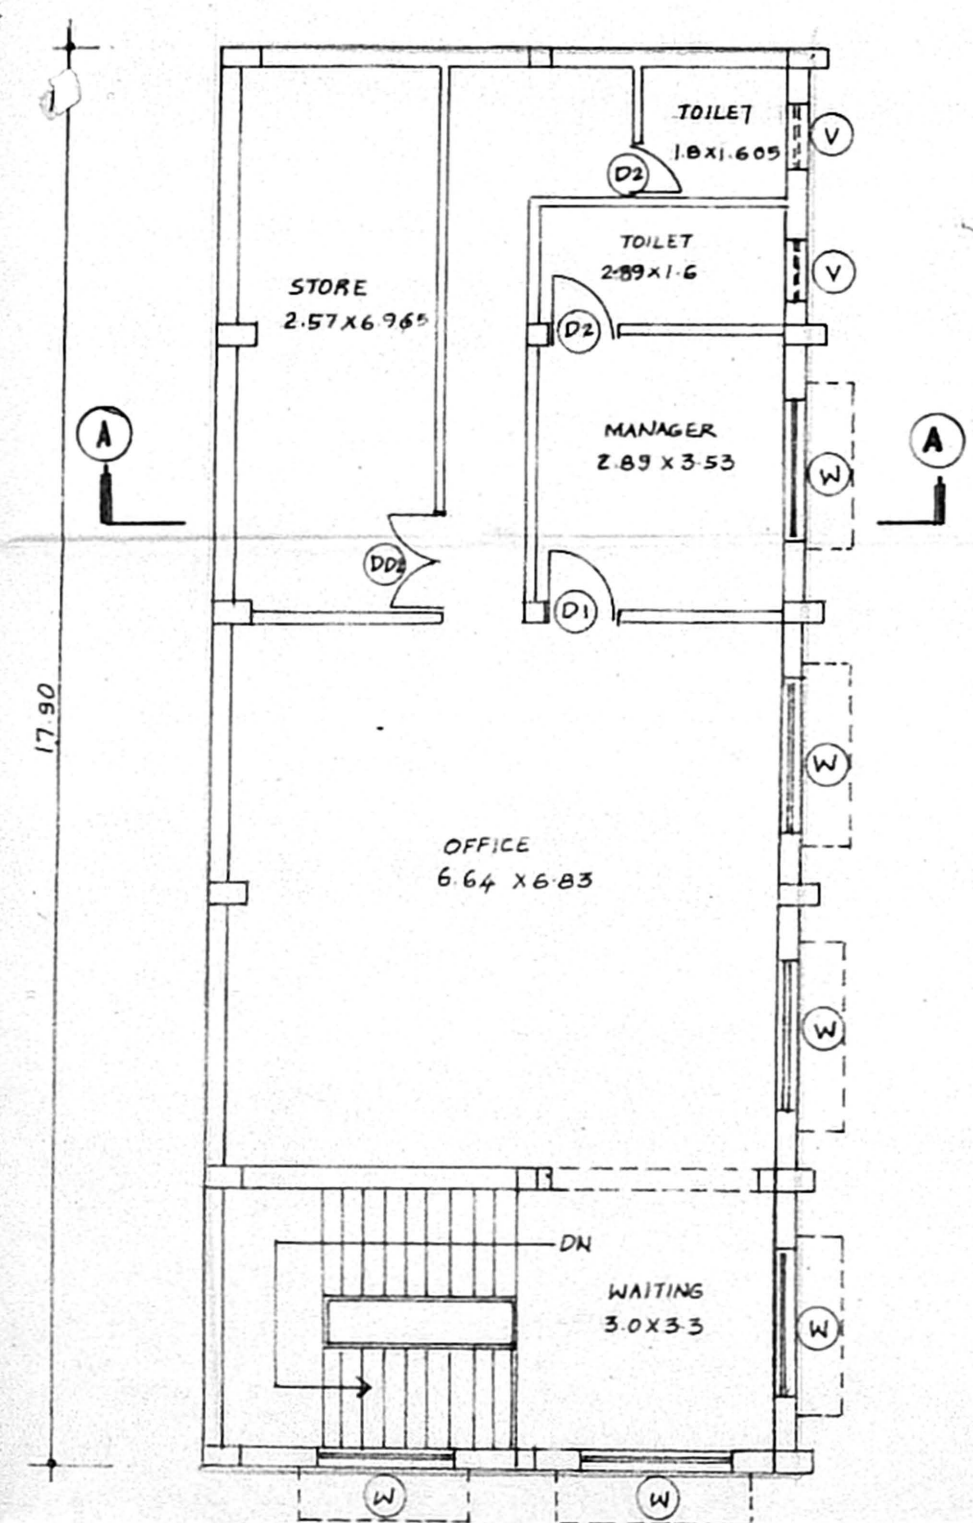 TOILET
1.8X1.605
V
D2
TOILET
2.89X1.6
V
STORE
2.57X6.965
D2
A
MANAGER
2.89 X 3.53
W
A
DD2
D1
17.90
W
OFFICE
6.64 X6.83
W
DN
WAITING
3.0X3.3
W
W
W